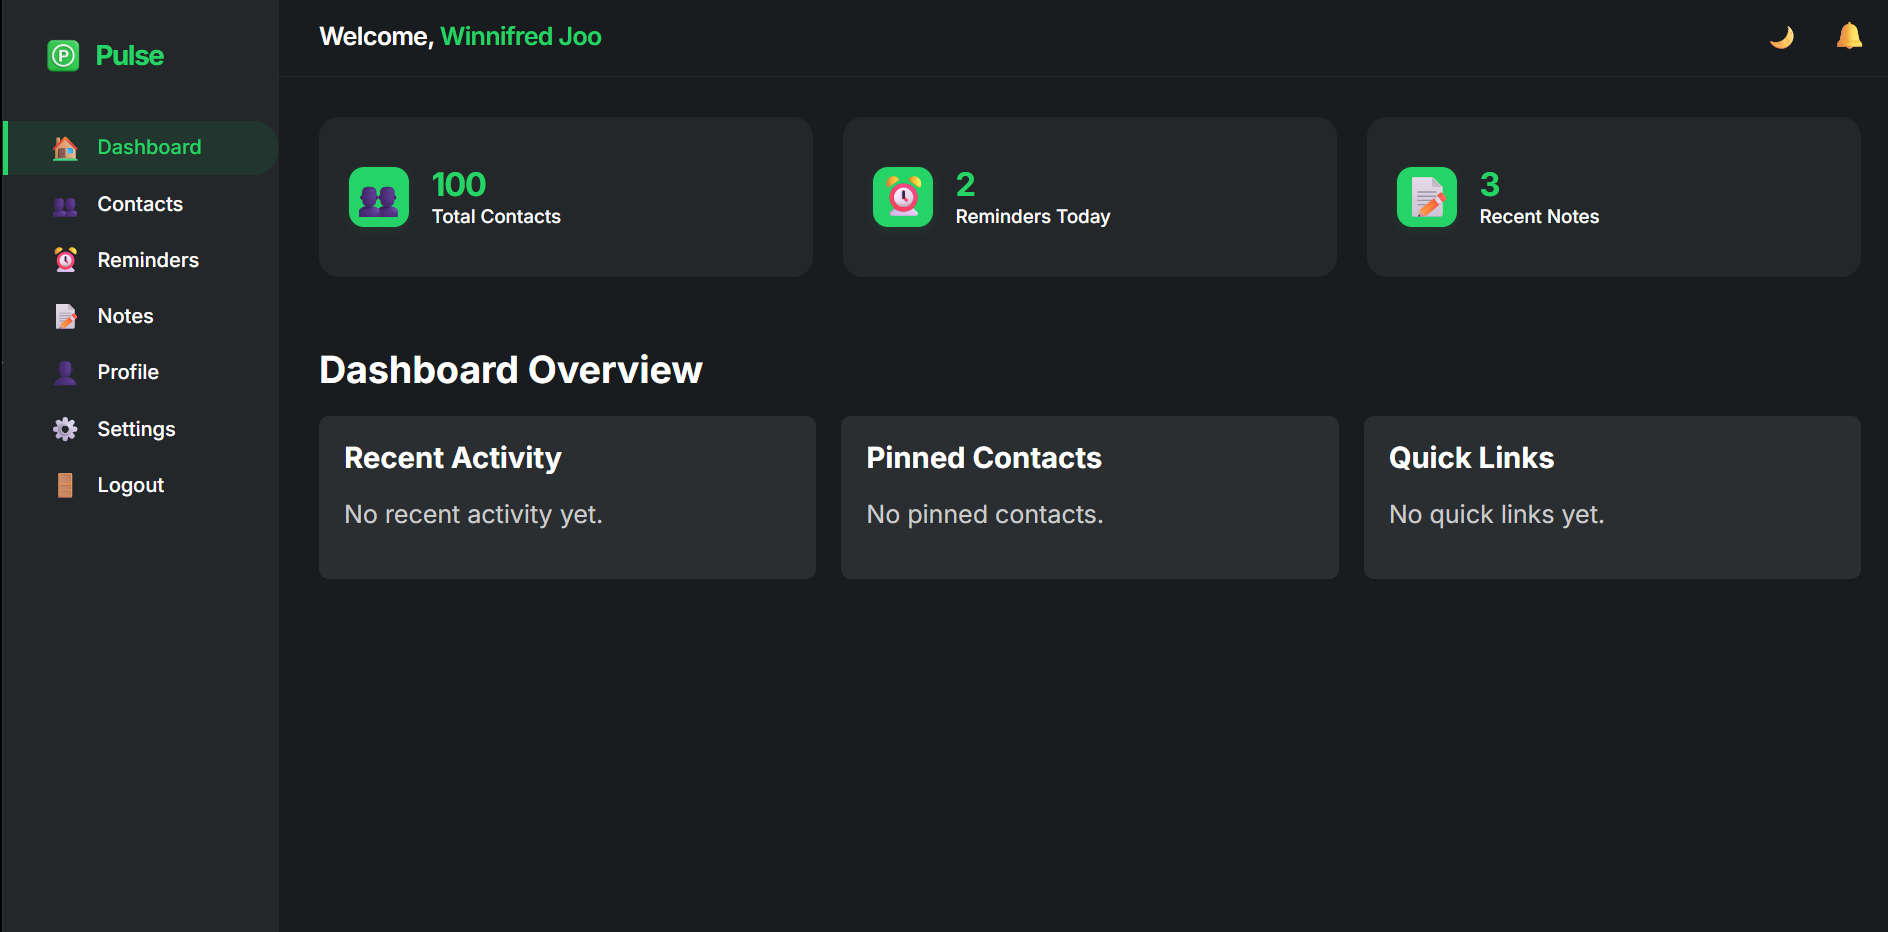 Pulse
Dashboard
Contacts
Reminders
Notes
Profile
Settings
Logout
Welcome, Winnifred Joo
100
Total Contacts
2
Reminders Today
3
Recent Notes
Dashboard Overview
Recent Activity
No recent activity yet.
Pinned Contacts
No pinned contacts.
Quick Links
No quick links yet.